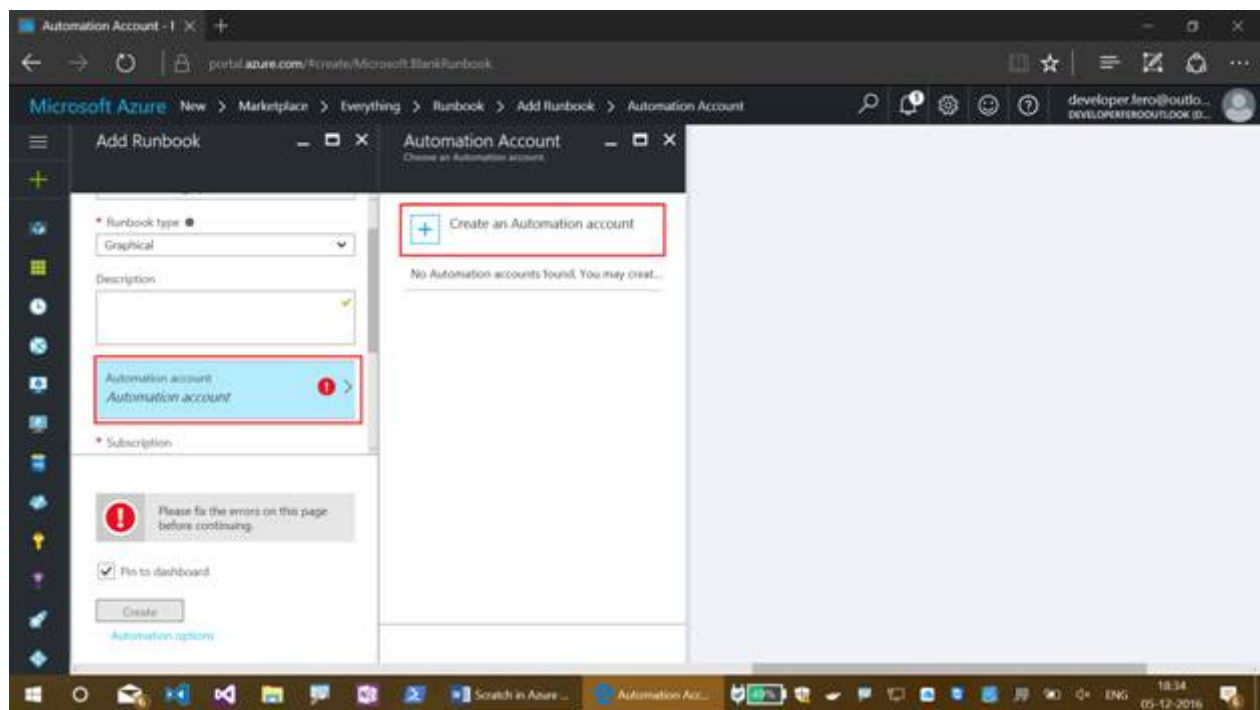 Automation Account - 1
portal.azure.com/#create/Microsoft.BlankRunbook
Microsoft Azure New > Marketplace > Everything > Runbook > Add Runbook > Automation Account
1
developer.fero@outlo...
DEVELOPERFEROOUTLOOK (D...
Add Runbook
Automation Account
Choose an Automation account.
* Runbook type
Graphical
Description
Automation account
Automation account
* Subscription
Please fix the errors on this page
before continuing.
Pin to dashboard
Create
Automation options
Create an Automation account
No Automation accounts found. You may creat...
Scratch in Azure ...
Automation Acc...
ENG
18:34
05-12-2016